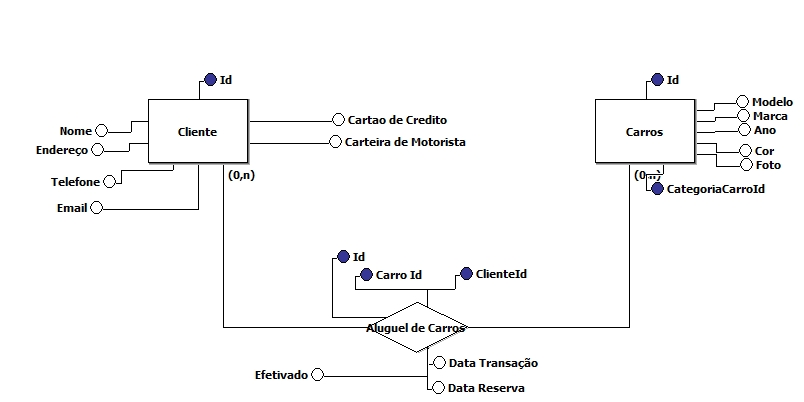 Id
Id
Cliente
Carros
Nome
Endereço
Telefone
Email
Cartao de Credito
Carteira de Motorista
Modelo
Marca
Ano
Cor
Foto
CategoriaCarroId
(0,n)
Id
Carro Id
ClienteId
Aluguel de Carros
Efetivado
Data Transação
Data Reserva